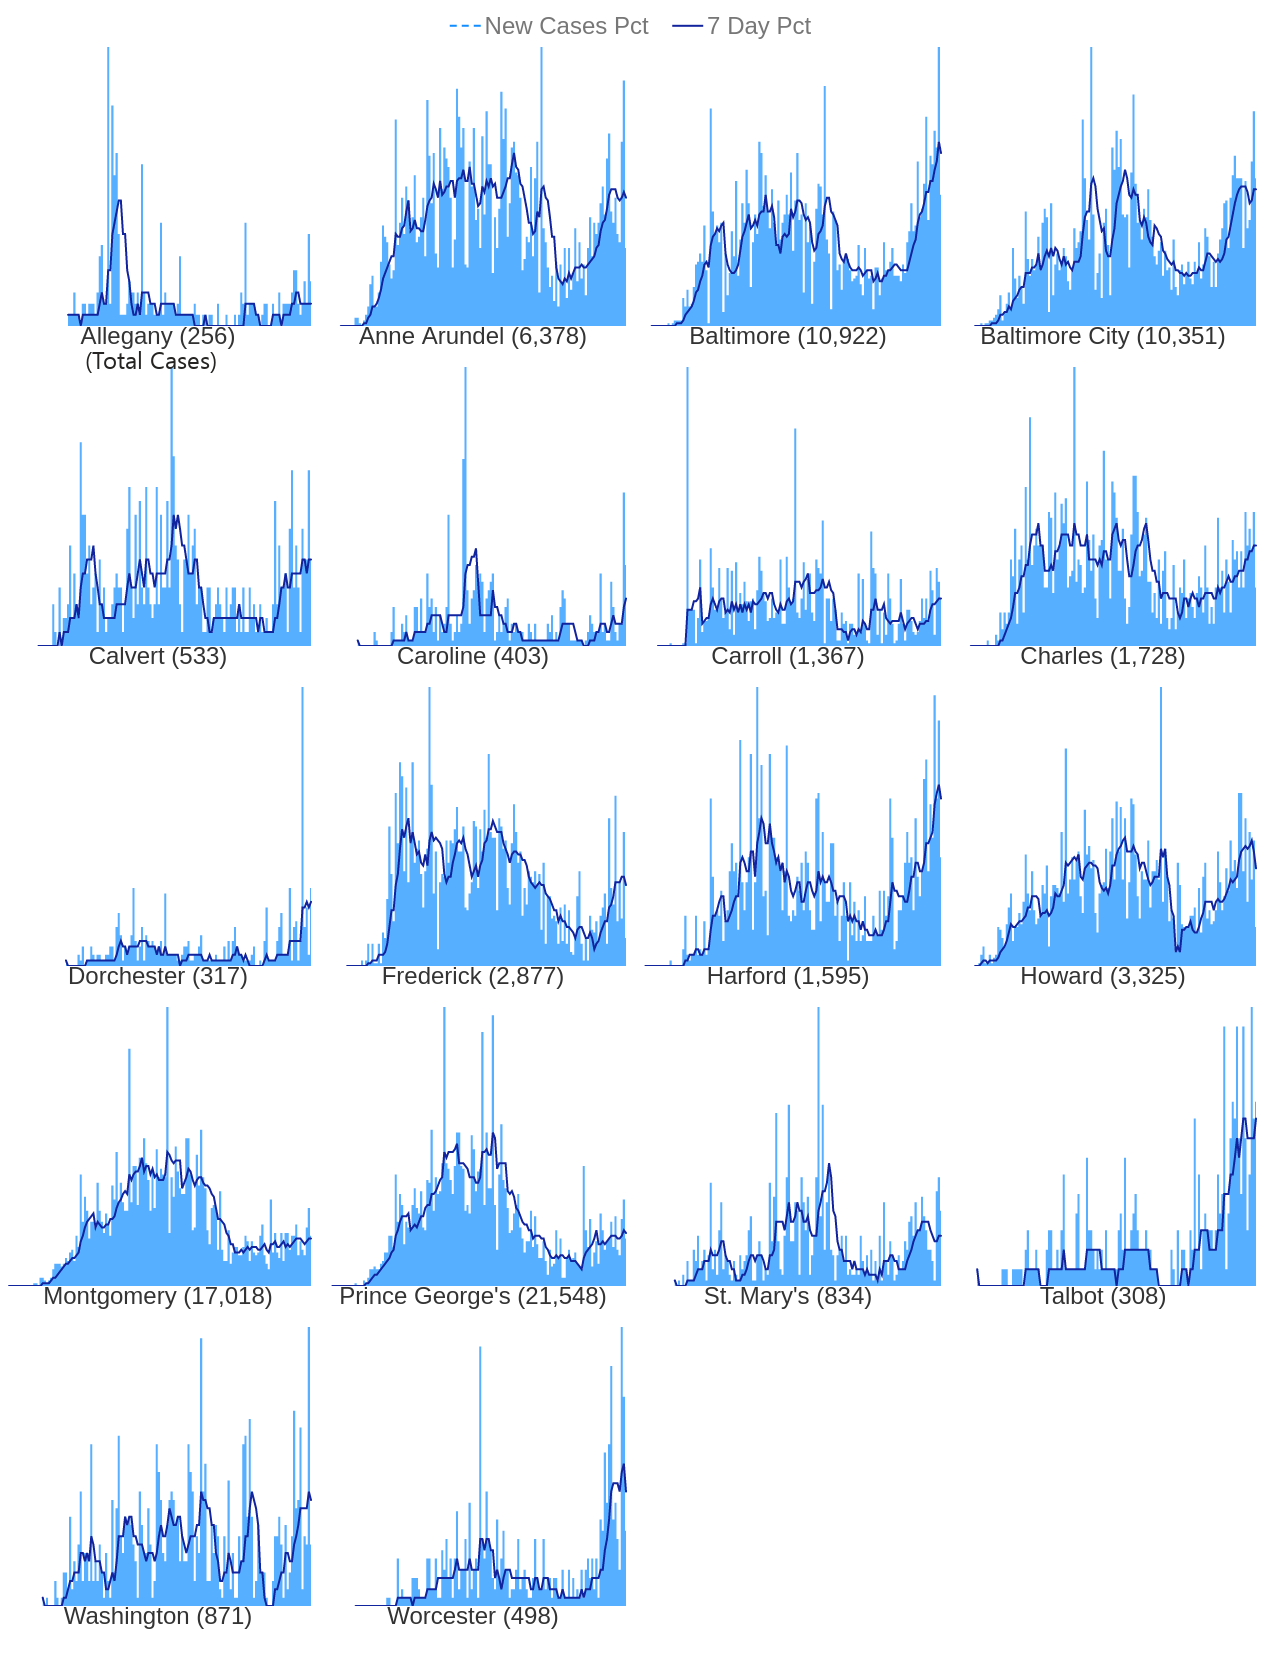 New Cases Pct 7 Day Pct
Allegany (256) Anne Arundel (6,378) Baltimore (10,922) Baltimore City (10,351)
(Total Cases)
Calvert (533) Caroline (403) Carroll (1,367) Charles (1,728)
Dorchester (317) Frederick (2,877) Harford (1,595) Howard (3,325)
Montgomery (17,018) Prince George's (21,548) St. Mary's (834) Talbot (308)
Washington (871) Worcester (498)